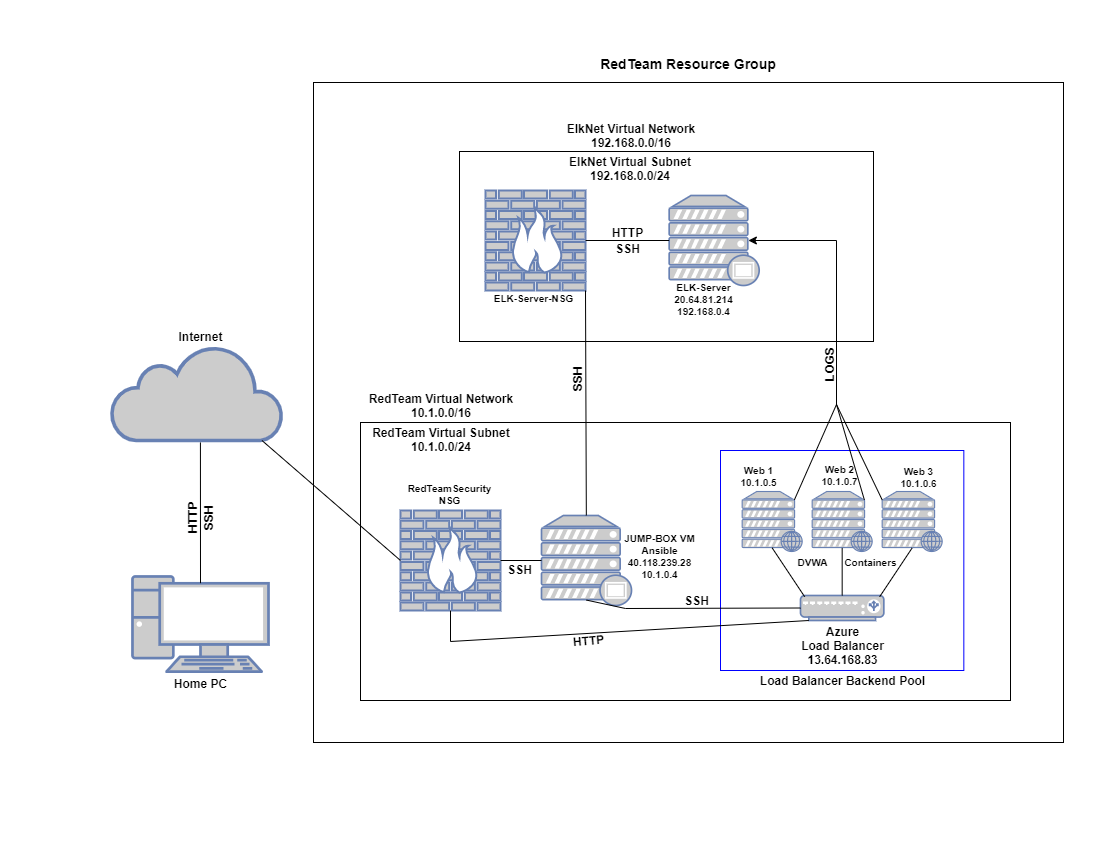 RedTeam Resource Group
ElkNet Virtual Network
192.168.0.0/16
ElkNet Virtual Subnet
192.168.0.0/24
HTTP
SSH
ELK-Server-NSG
ELK-Server
20.64.81.214
192.168.0.4
Internet
LOGS
SSH
RedTeam Virtual Network
10.1.0.0/16
RedTeam Virtual Subnet
10.1.0.0/24
Web 1
10.1.0.5
Web 2
10.1.0.7
Web 3
10.1.0.6
RedTeamSecurity
NSG
HTTP
SSH
SSH
JUMP-BOX VM
Ansible
40.118.239.28
10.1.0.4
DVWA
Containers
SSH
HTTP
Azure
Load Balancer
13.64.168.83
Load Balancer Backend Pool
Home PC